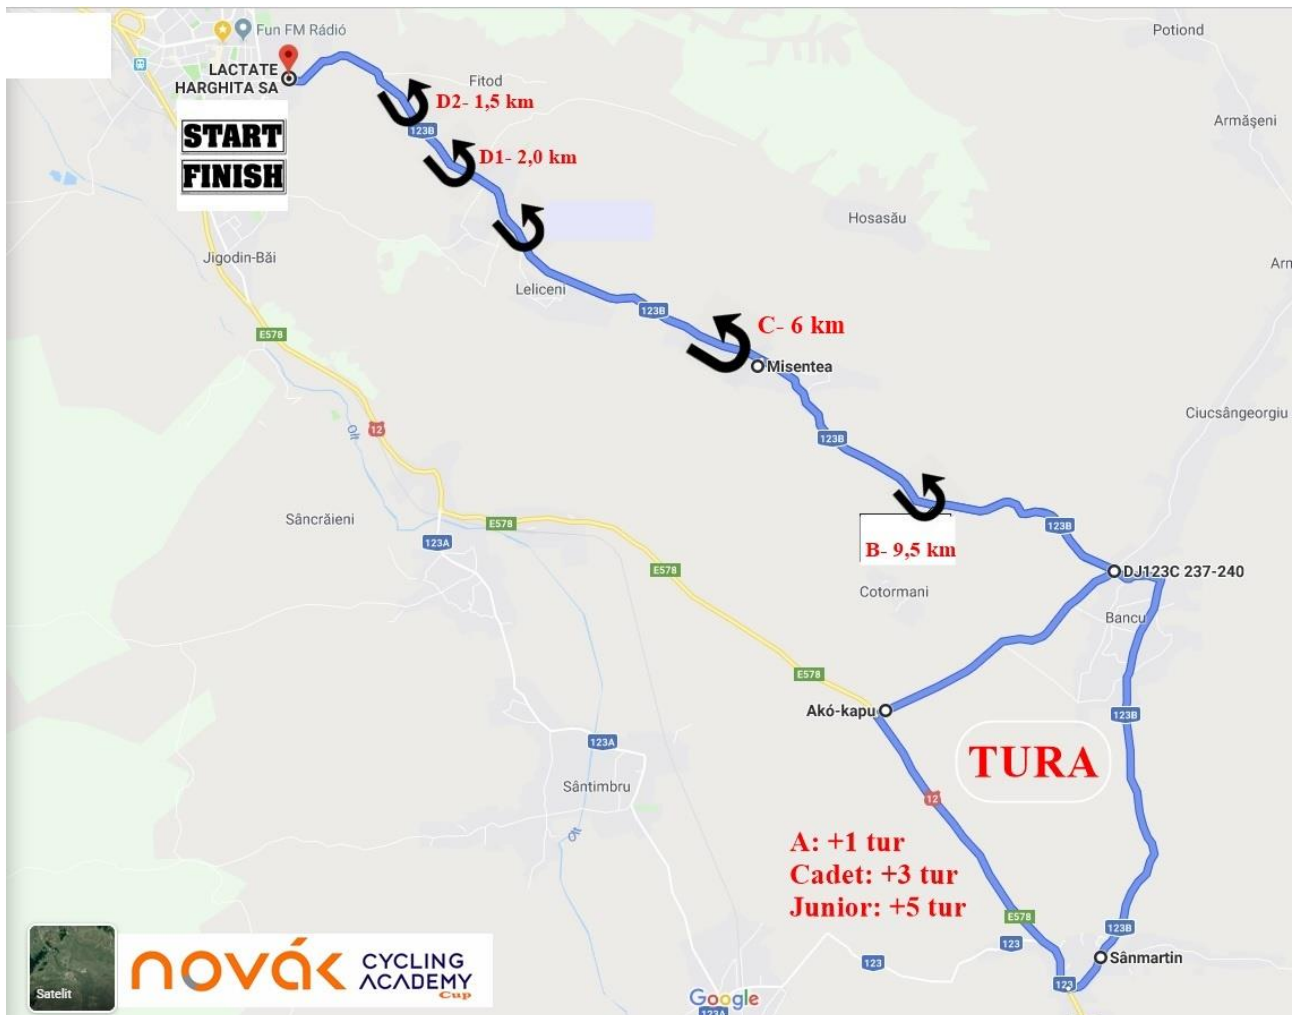 Fun FM Rádió
Potiond
LACTATE
HARGHITA SA
Fitod
D2- 1,5 km
Armășeni
START
123B
FINISH
D1- 2,0 km
Hosasău
123B
Jigodin-Băi
Leliceni
123B
E578
C- 6 km
Misentea
Ciucsângeorgiu
12
Olt
123B
Sâncrăieni
E578
123B
123A
B- 9,5 km
E578
DJ123C 237-240
Cotormani
Bancu
E578
Akó-kapu
123B
123A
TURA
Sântimbru
12
A: +1 tur
Cadet: +3 tur
Junior: +5 tur
E578
123B
123
Sânmartin
123
123
novák CYCLING
ACADEMY
Cup
Satelit
Google
123A